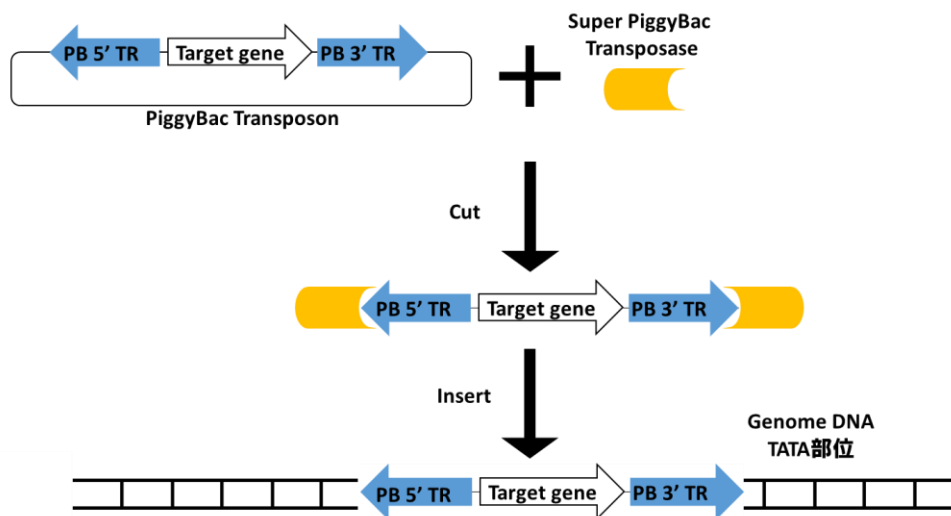 PB 5’ TR
Target gene
PB 3’ TR
PiggyBac Transposon
Super PiggyBac
Transposase
Cut
PB 5’ TR
Target gene
PB 3’ TR
Insert
Genome DNA
TATA部位
PB 5’ TR
Target gene
PB 3’ TR